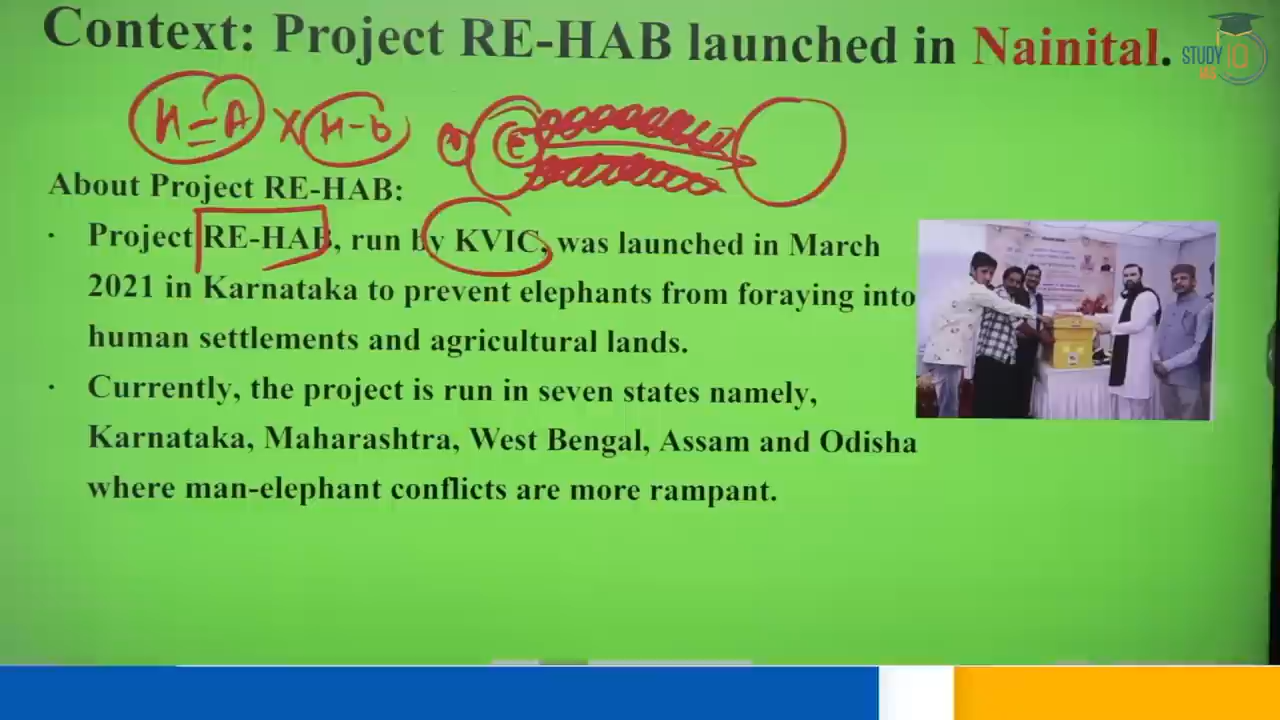 Context: Project RE-HAB launched in Nainital.
STUDY IQ
IAS
H-A X H-b
E
About Project RE-HAB:
· Project RE-HAB, run by KVIC, was launched in March
2021 in Karnataka to prevent elephants from foraying into
human settlements and agricultural lands.
· Currently, the project is run in seven states namely,
Karnataka, Maharashtra, West Bengal, Assam and Odisha
where man-elephant conflicts are more rampant.